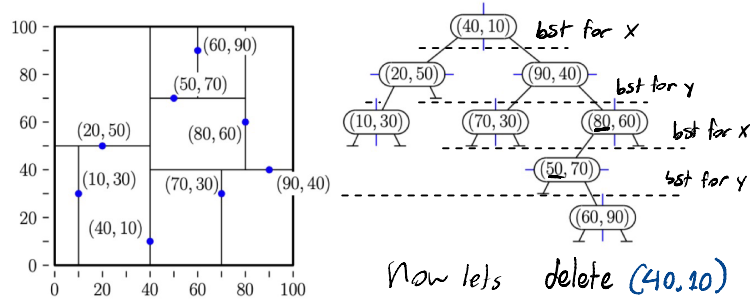 100
80
60
40
20
0
0 20 40 60 80 100
(60, 90)
(50, 70)
(80, 60)
(20, 50)
(10, 30)
(70, 30)
(90, 40)
(40, 10)
(40, 10) bst for x
(20, 50) (90, 40)
bst for y
(10, 30) (70, 30) (80, 60)
bst for x
(50, 70)
bst for y
(60, 90)
Now lets delete (40,10)